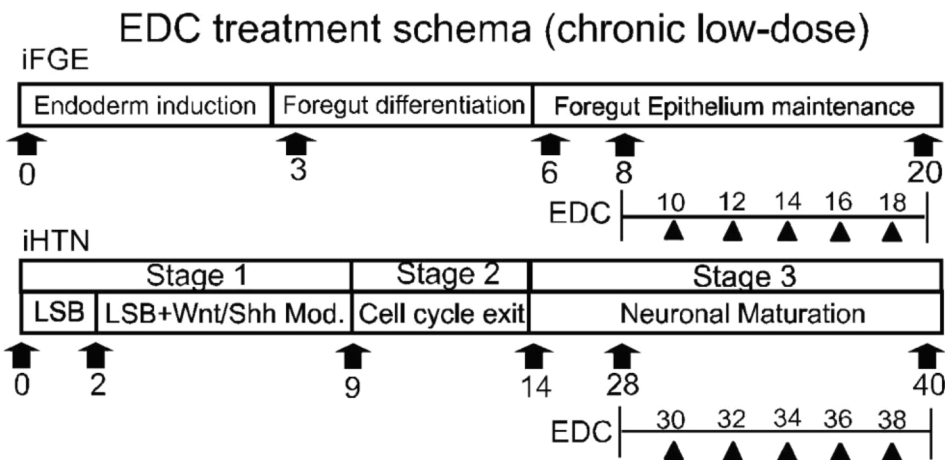 EDC treatment schema (chronic low-dose)
iFGE
Endoderm induction Foregut differentiation Foregut Epithelium maintenance
0 3 6 8 20
EDC 10 12 14 16 18
iHTN
Stage 1 Stage 2 Stage 3
LSB LSB+Wnt/Shh Mod. Cell cycle exit Neuronal Maturation
0 2 9 14 28 40
EDC 30 32 34 36 38